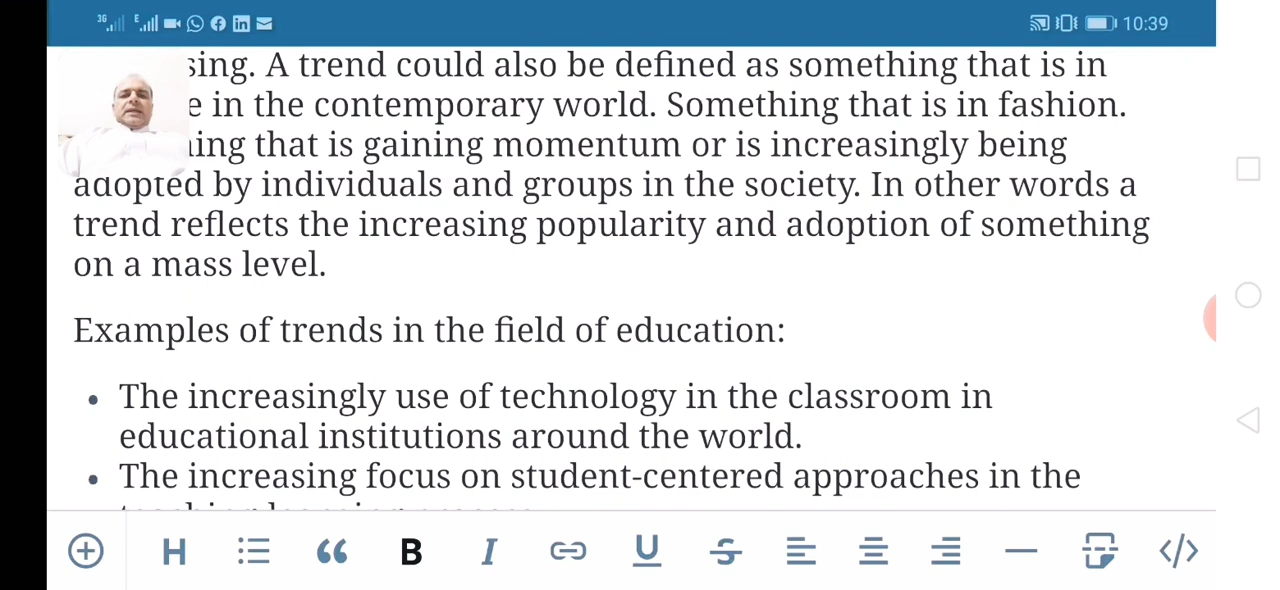 3G E 10:39
sing. A trend could also be defined as something that is in
e in the contemporary world. Something that is in fashion.
ing that is gaining momentum or is increasingly being
adopted by individuals and groups in the society. In other words a
trend reflects the increasing popularity and adoption of something
on a mass level.
Examples of trends in the field of education:
• The increasingly use of technology in the classroom in
educational institutions around the world.
• The increasing focus on student-centered approaches in the
H B I U S </>